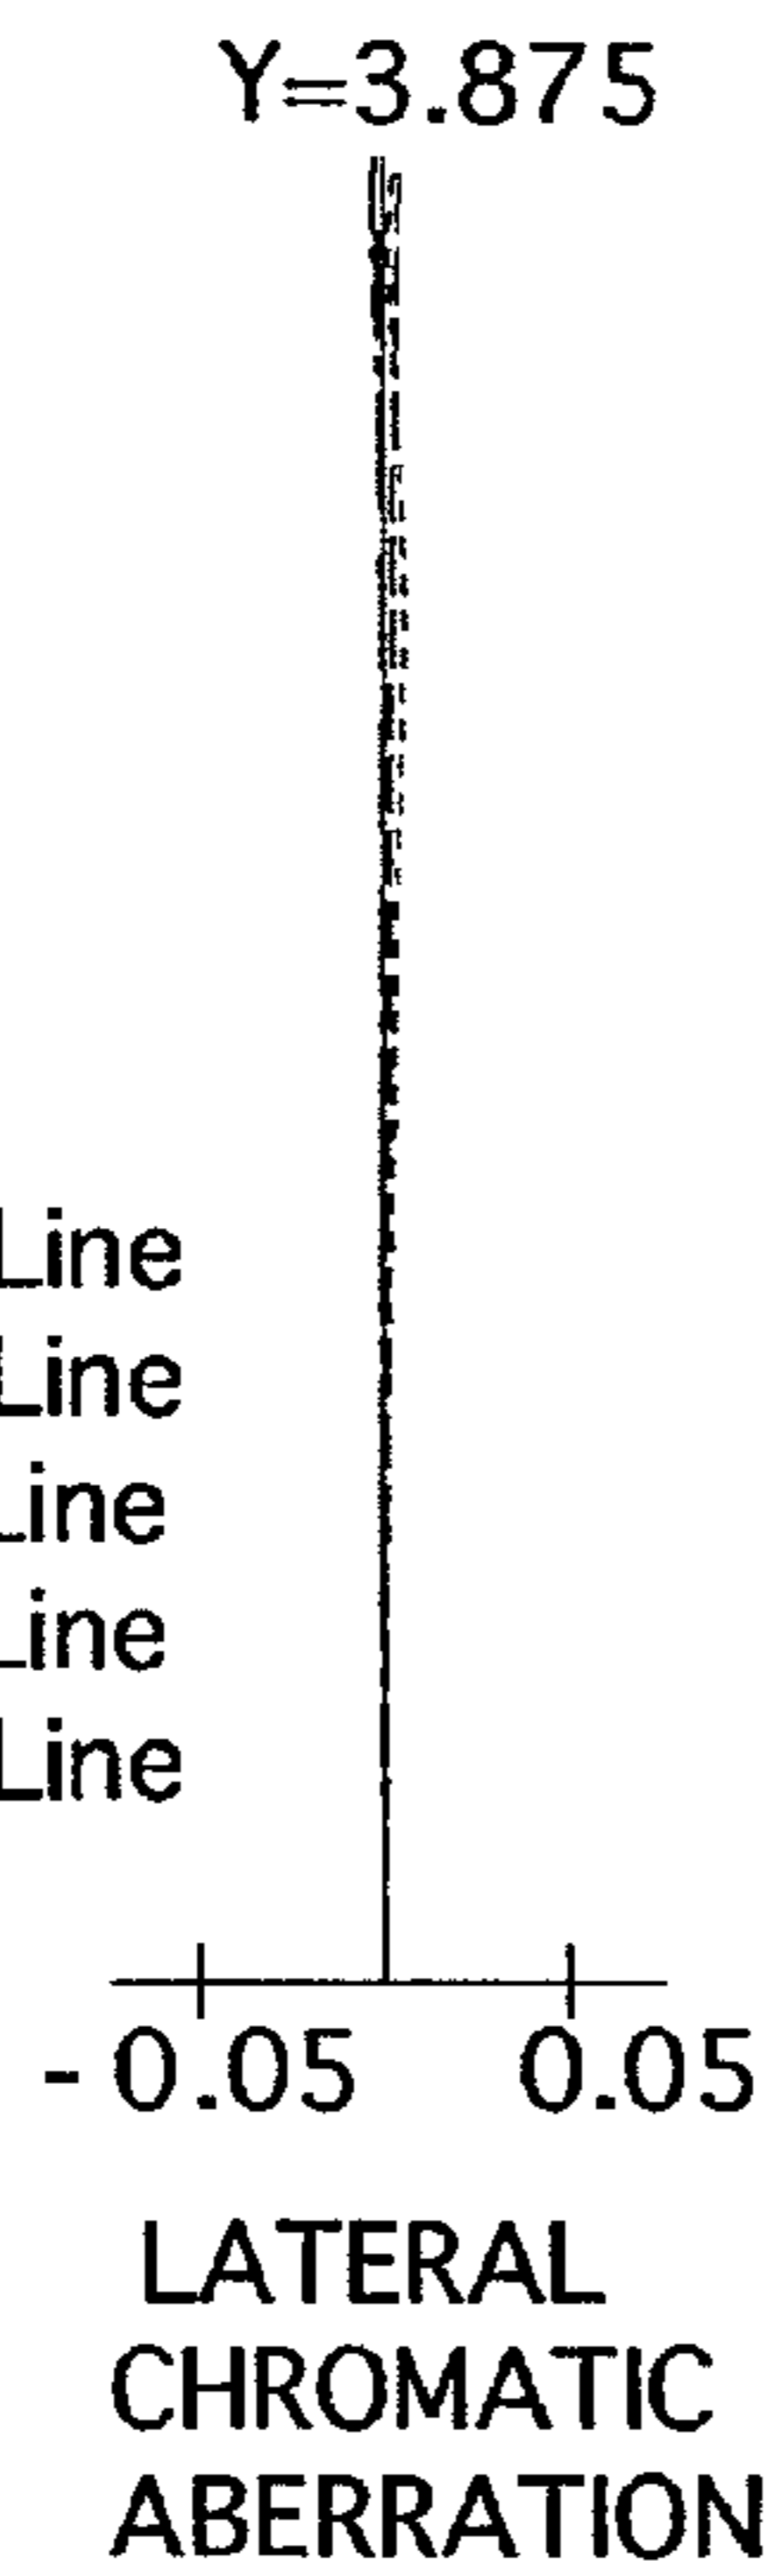 Y=3.875
Line
Line
Line
Line
Line
-0.05 0.05
LATERAL
CHROMATIC
ABERRATION